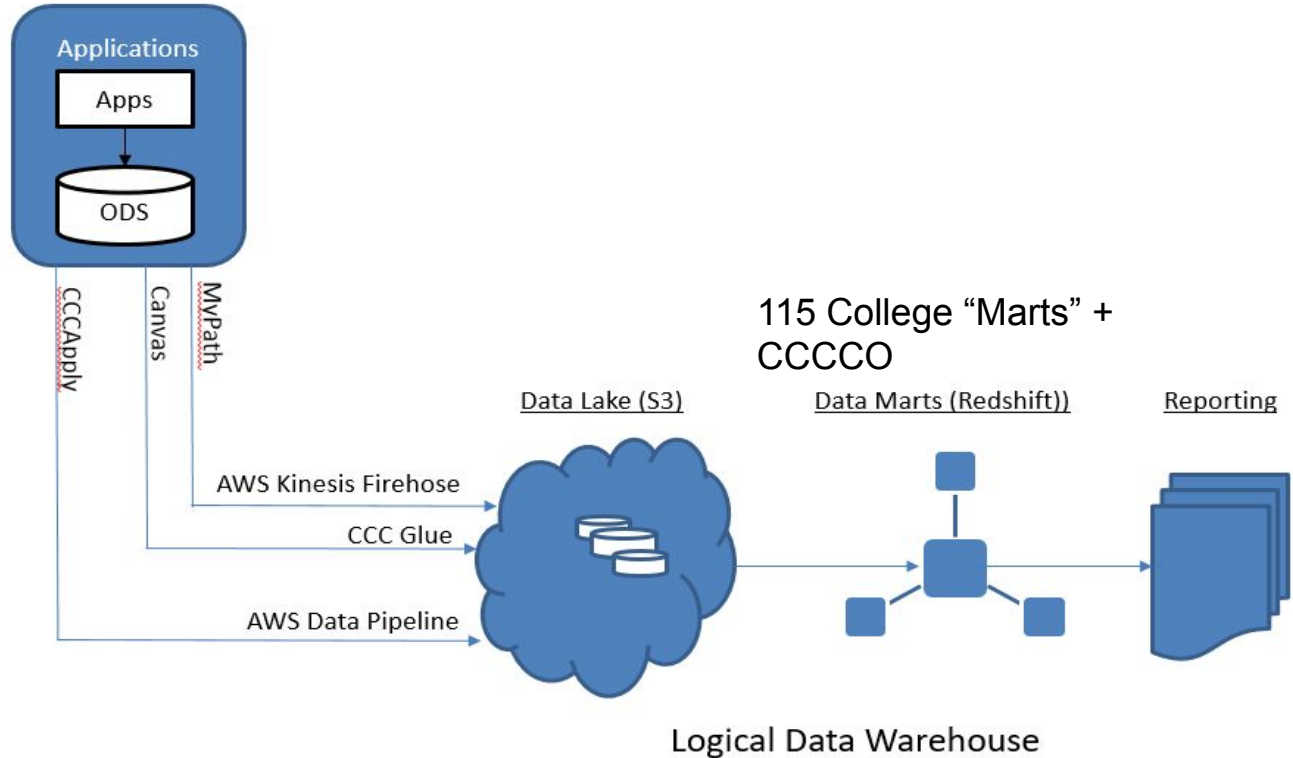 Applications
Apps
ODS
CCCApply
Canvas
MyPath
115 College “Marts” +
CCCCO
Data Lake (S3)
Data Marts (Redshift))
Reporting
AWS Kinesis Firehose
CCC Glue
AWS Data Pipeline
Logical Data Warehouse